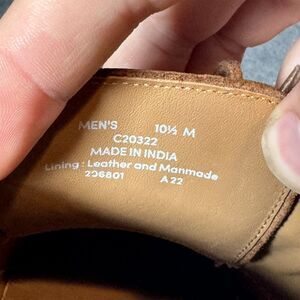 MEN'S 10½ M
C20322
MADE IN INDIA
Lining : Leather and Manmade
206801 A 22